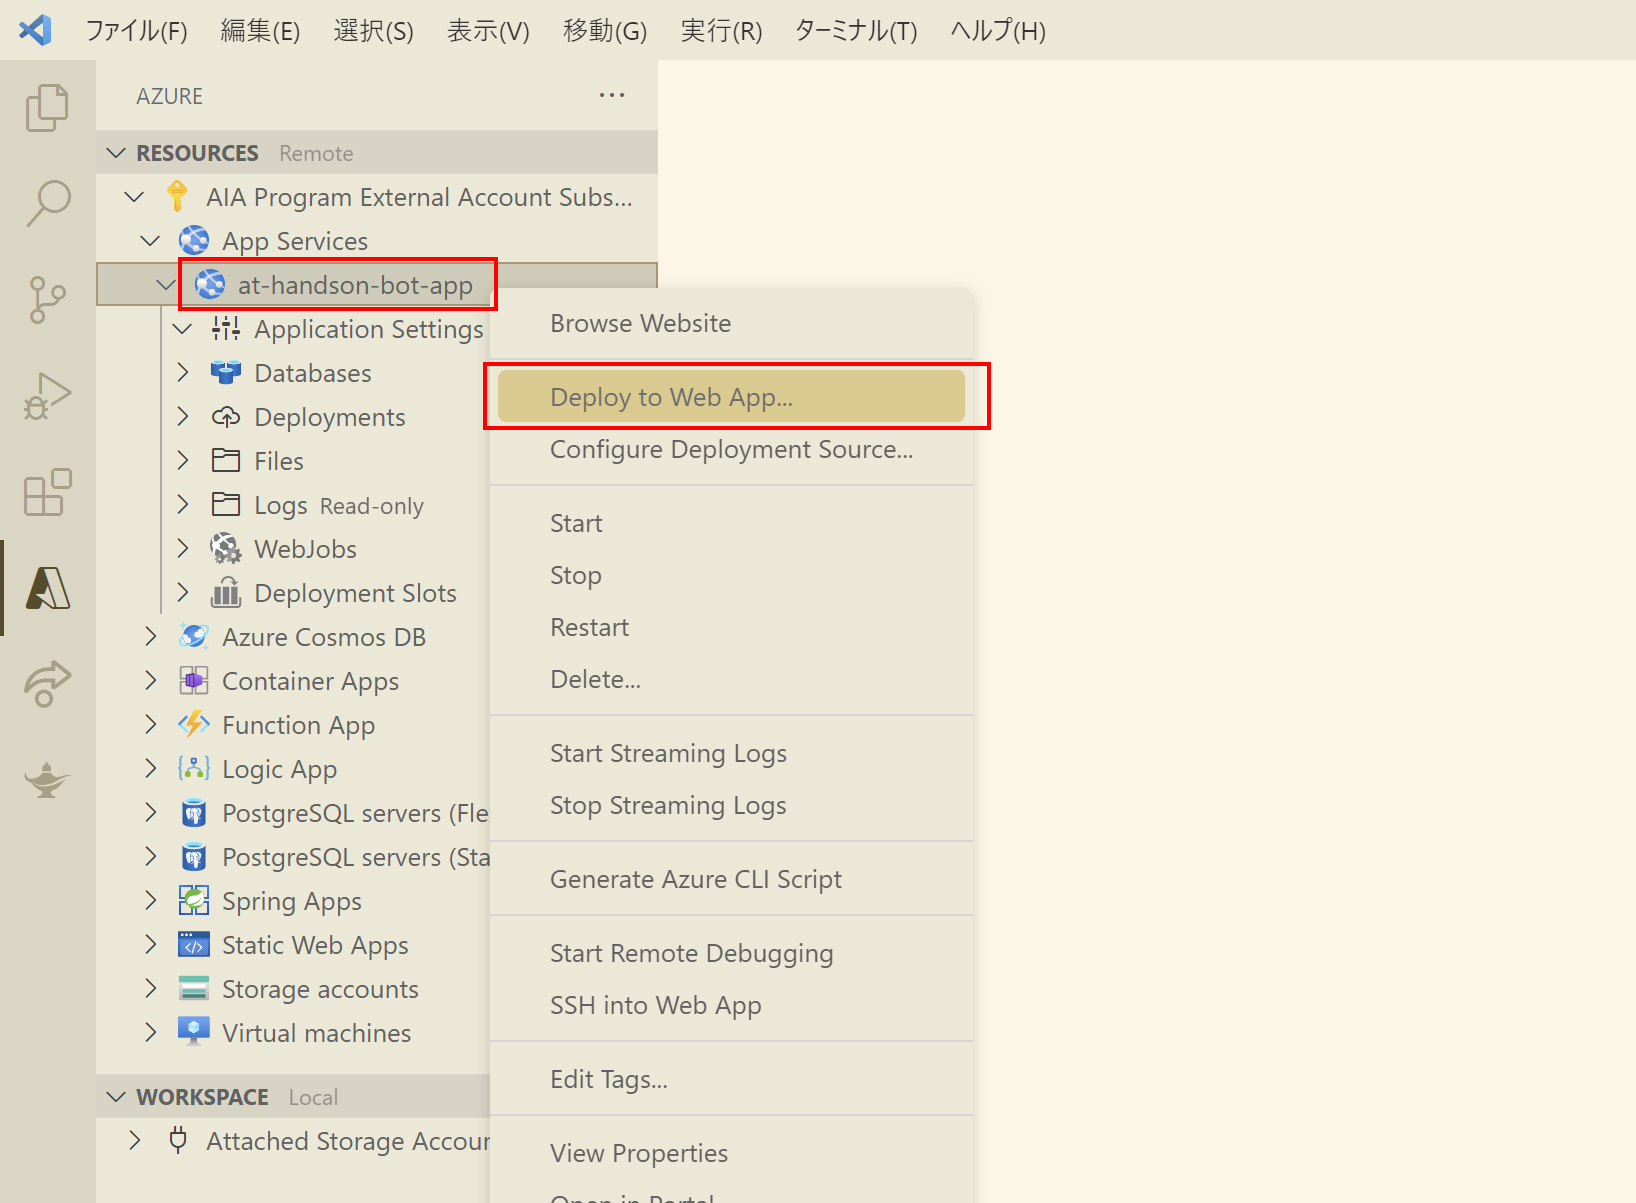 ファイル(F) 編集(E) 選択(S) 表示(V) 移動(G) 実行(R) ターミナル(T) ヘルプ(H)
AZURE ...
RESOURCES Remote
AIA Program External Account Subs...
App Services
at-handson-bot-app
Application Settings
Databases
Deployments
Files
Logs Read-only
WebJobs
Deployment Slots
Azure Cosmos DB
Container Apps
Function App
Logic App
PostgreSQL servers (Fle
PostgreSQL servers (Sta
Spring Apps
Static Web Apps
Storage accounts
Virtual machines
WORKSPACE Local
Attached Storage Accour
Browse Website
Deploy to Web App...
Configure Deployment Source...
Start
Stop
Restart
Delete...
Start Streaming Logs
Stop Streaming Logs
Generate Azure CLI Script
Start Remote Debugging
SSH into Web App
Edit Tags...
View Properties
Open in Portal